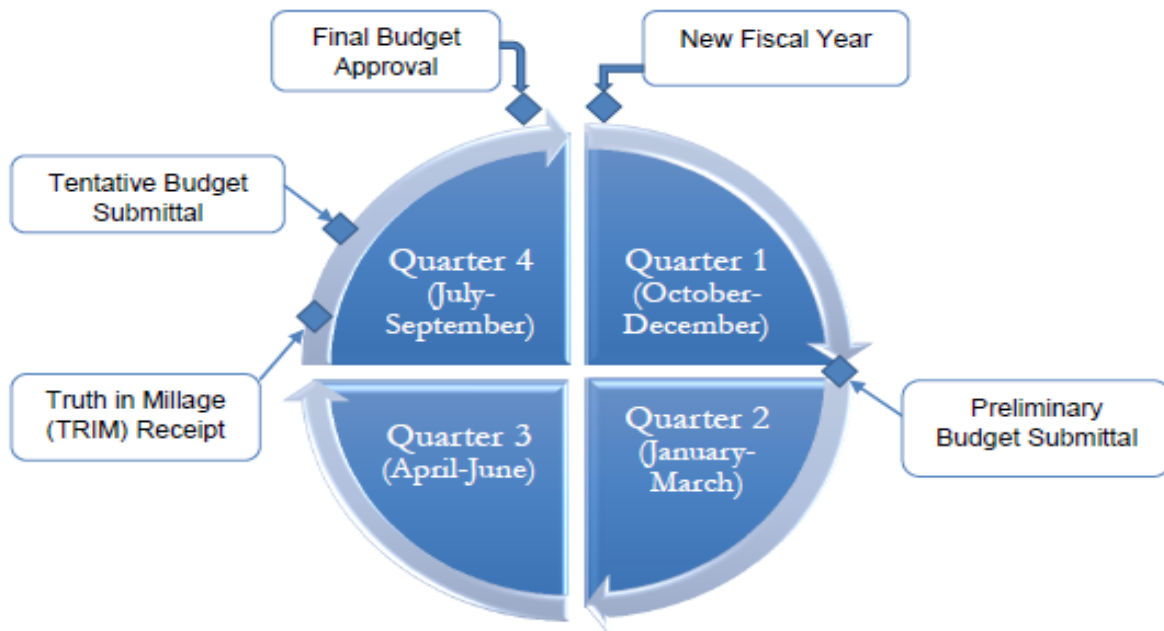 Final Budget
Approval
New Fiscal Year
Tentative Budget
Submittal
Quarter 4
(July-
September)
Quarter 1
(October-
December)
Truth in Millage
(TRIM) Receipt
Quarter 3
(April-June)
Quarter 2
(January-
March)
Preliminary
Budget Submittal